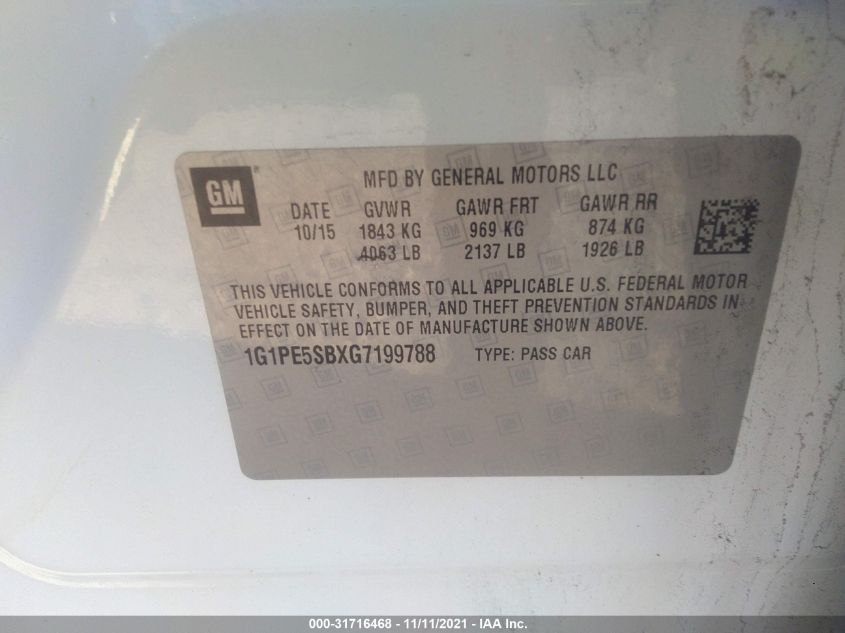 GM
MFD BY GENERAL MOTORS LLC
DATE GVWR GAWR FRT GAWR RR
10/15 1843 KG 969 KG 874 KG
4063 LB 2137 LB 1926 LB
THIS VEHICLE CONFORMS TO ALL APPLICABLE U.S. FEDERAL MOTOR
VEHICLE SAFETY, BUMPER, AND THEFT PREVENTION STANDARDS IN
EFFECT ON THE DATE OF MANUFACTURE SHOWN ABOVE.
1G1PE5SBXG7199788 TYPE: PASS CAR
000-31716468 - 11/11/2021 - IAA Inc.